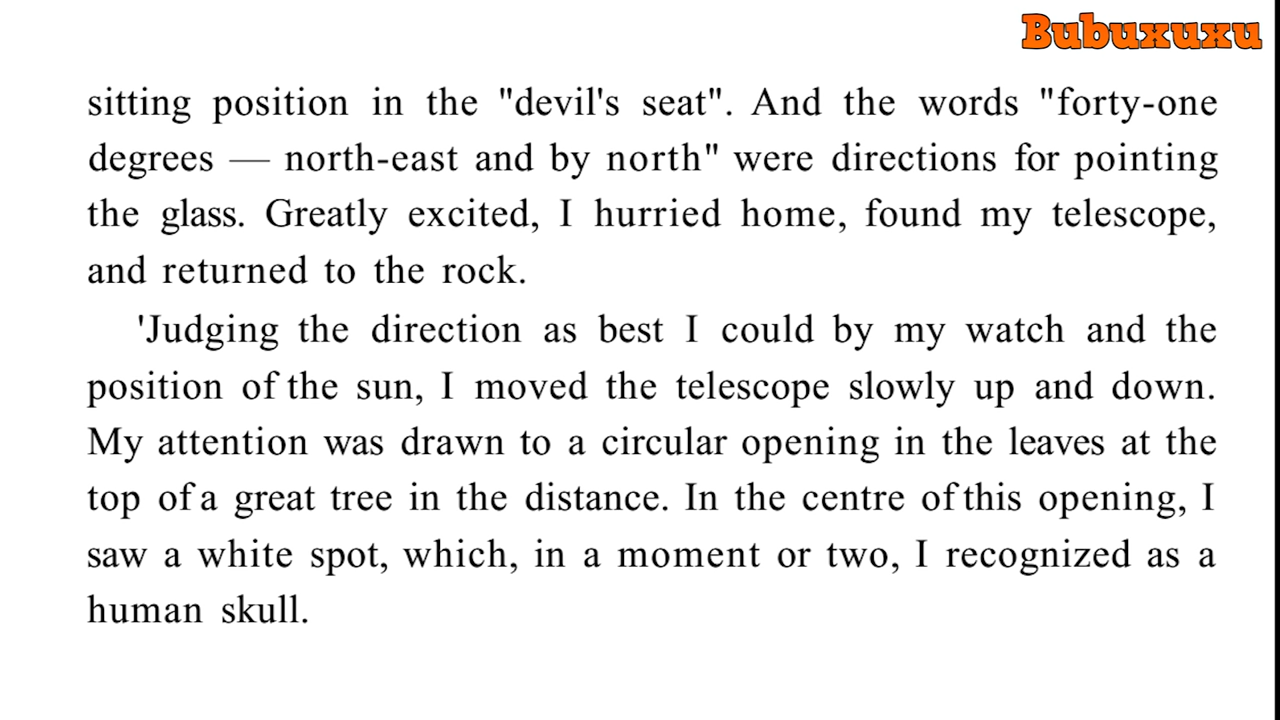 Bubuxuxu
sitting position in the "devil's seat". And the words "forty-one
degrees — north-east and by north" were directions for pointing
the glass. Greatly excited, I hurried home, found my telescope,
and returned to the rock.
'Judging the direction as best I could by my watch and the
position of the sun, I moved the telescope slowly up and down.
My attention was drawn to a circular opening in the leaves at the
top of a great tree in the distance. In the centre of this opening, I
saw a white spot, which, in a moment or two, I recognized as a
human skull.